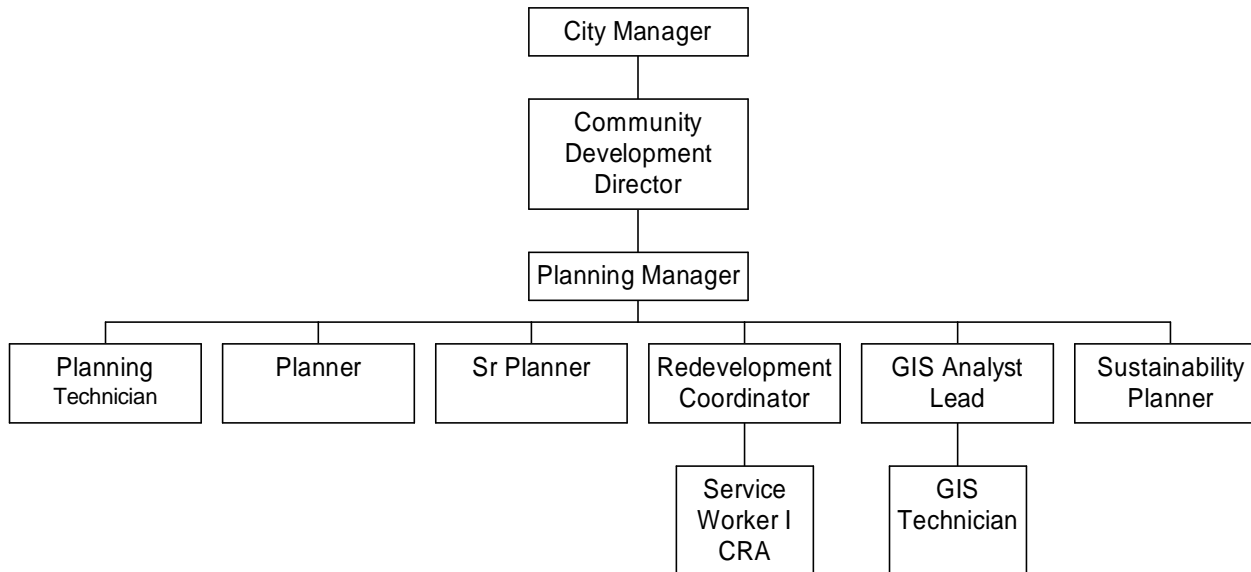 City Manager
Community
Development
Director
Planning Manager
Planning
Technician
Planner
Sr Planner
Redevelopment
Coordinator
GIS Analyst
Lead
Sustainability
Planner
Service
Worker I
CRA
GIS
Technician